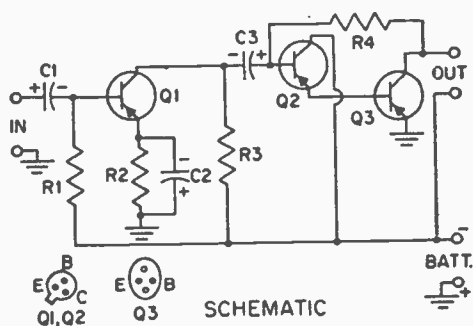 C1
+ -
IN
R1
Q1
R2
- C2
+
C3
- +
R3
R4
Q2
Q3
OUT
-
BATT.
+
B
E
C
Q1,Q2
E B
Q3
SCHEMATIC